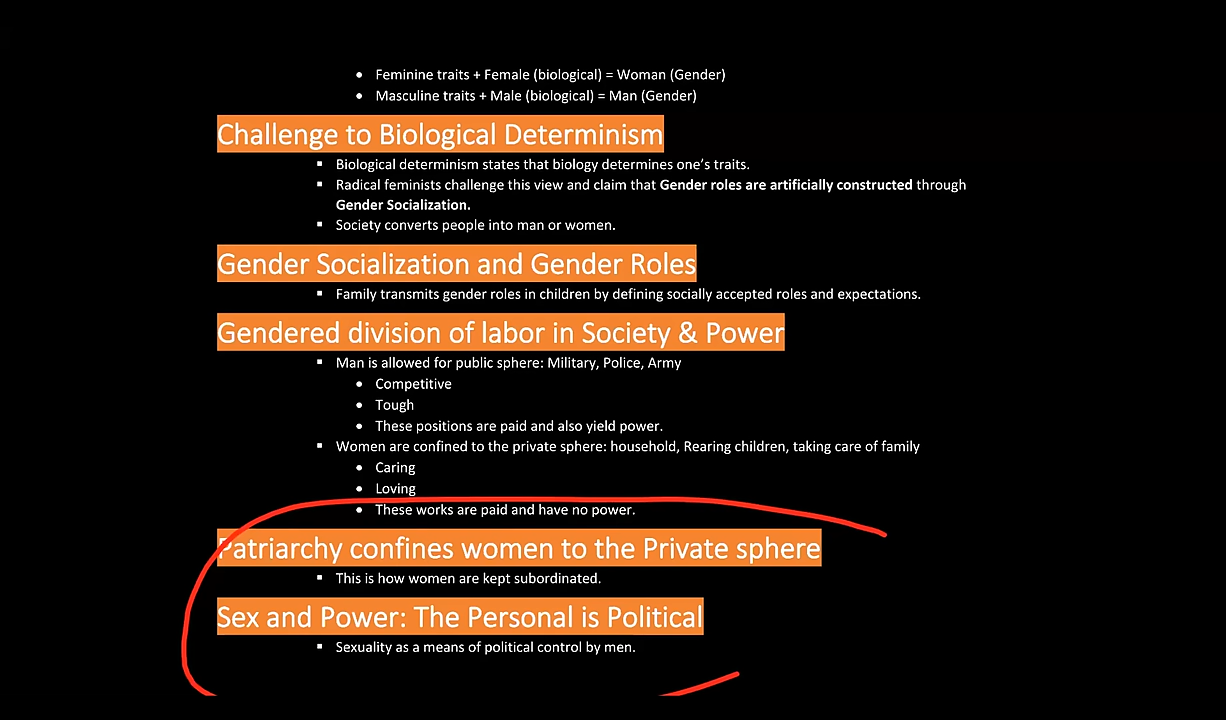 Feminine traits + Female (biological) = Woman (Gender)
Masculine traits + Male (biological) = Man (Gender)
Challenge to Biological Determinism
Biological determinism states that biology determines one's traits.
Radical feminists challenge this view and claim that Gender roles are artificially constructed through
Gender Socialization.
Society converts people into man or women.
Gender Socialization and Gender Roles
Family transmits gender roles in children by defining socially accepted roles and expectations.
Gendered division of labor in Society & Power
Man is allowed for public sphere: Military, Police, Army
Competitive
Tough
These positions are paid and also yield power.
Women are confined to the private sphere: household, Rearing children, taking care of family
Caring
Loving
These works are paid and have no power.
Patriarchy confines women to the Private sphere
This is how women are kept subordinated.
Sex and Power: The Personal is Political
Sexuality as a means of political control by men.